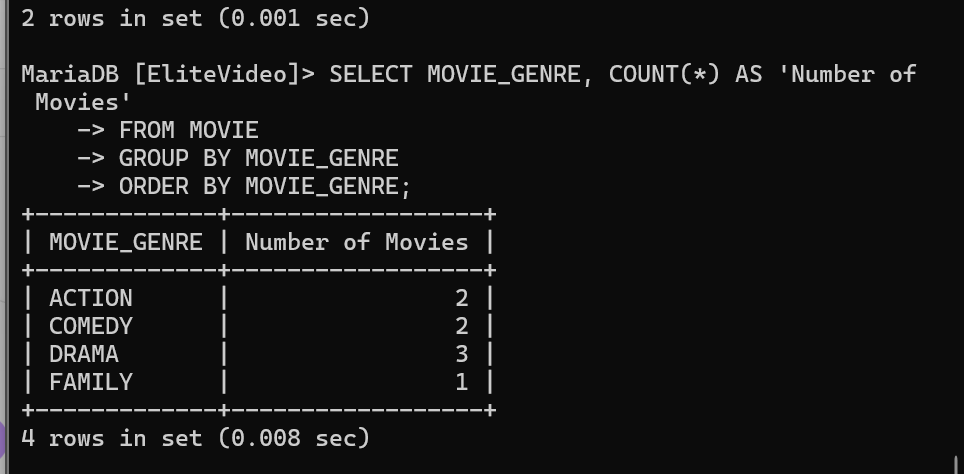 2 rows in set (0.001 sec)
MariaDB [EliteVideo]> SELECT MOVIE_GENRE, COUNT(*) AS 'Number of
 Movies'
    -> FROM MOVIE
    -> GROUP BY MOVIE_GENRE
    -> ORDER BY MOVIE_GENRE;
+-------------+------------------+
| MOVIE_GENRE | Number of Movies |
+-------------+------------------+
| ACTION      |                2 |
| COMEDY      |                2 |
| DRAMA       |                3 |
| FAMILY      |                1 |
+-------------+------------------+
4 rows in set (0.008 sec)